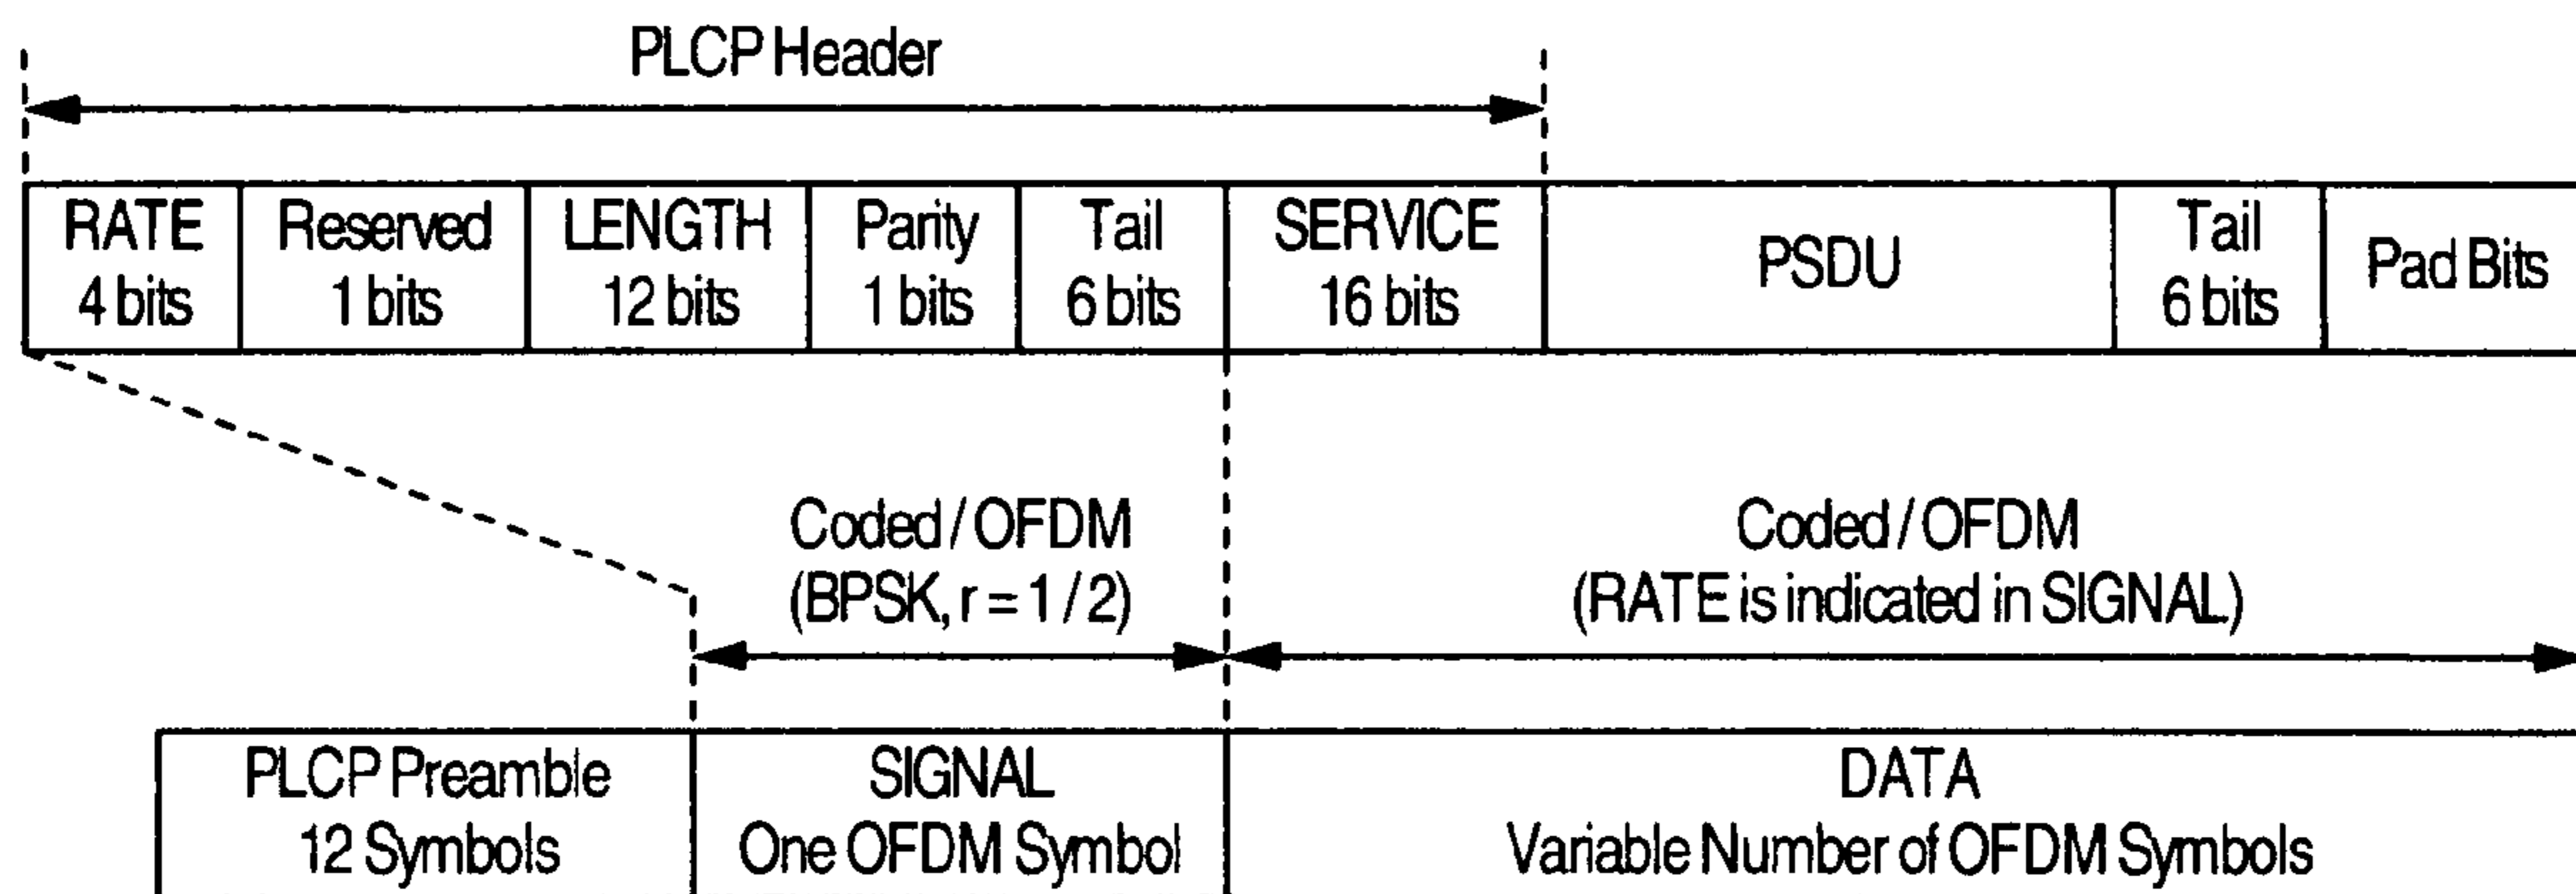 PLCP Header
RATE
4 bits
Reserved
1 bits
LENGTH
12 bits
Parity
1 bits
Tail
6 bits
SERVICE
16 bits
PSDU
Tail
6 bits
Pad Bits
Coded / OFDM
(BPSK, r = 1 / 2)
Coded / OFDM
(RATE is indicated in SIGNAL)
PLCP Preamble
12 Symbols
SIGNAL
One OFDM Symbol
DATA
Variable Number of OFDM Symbols